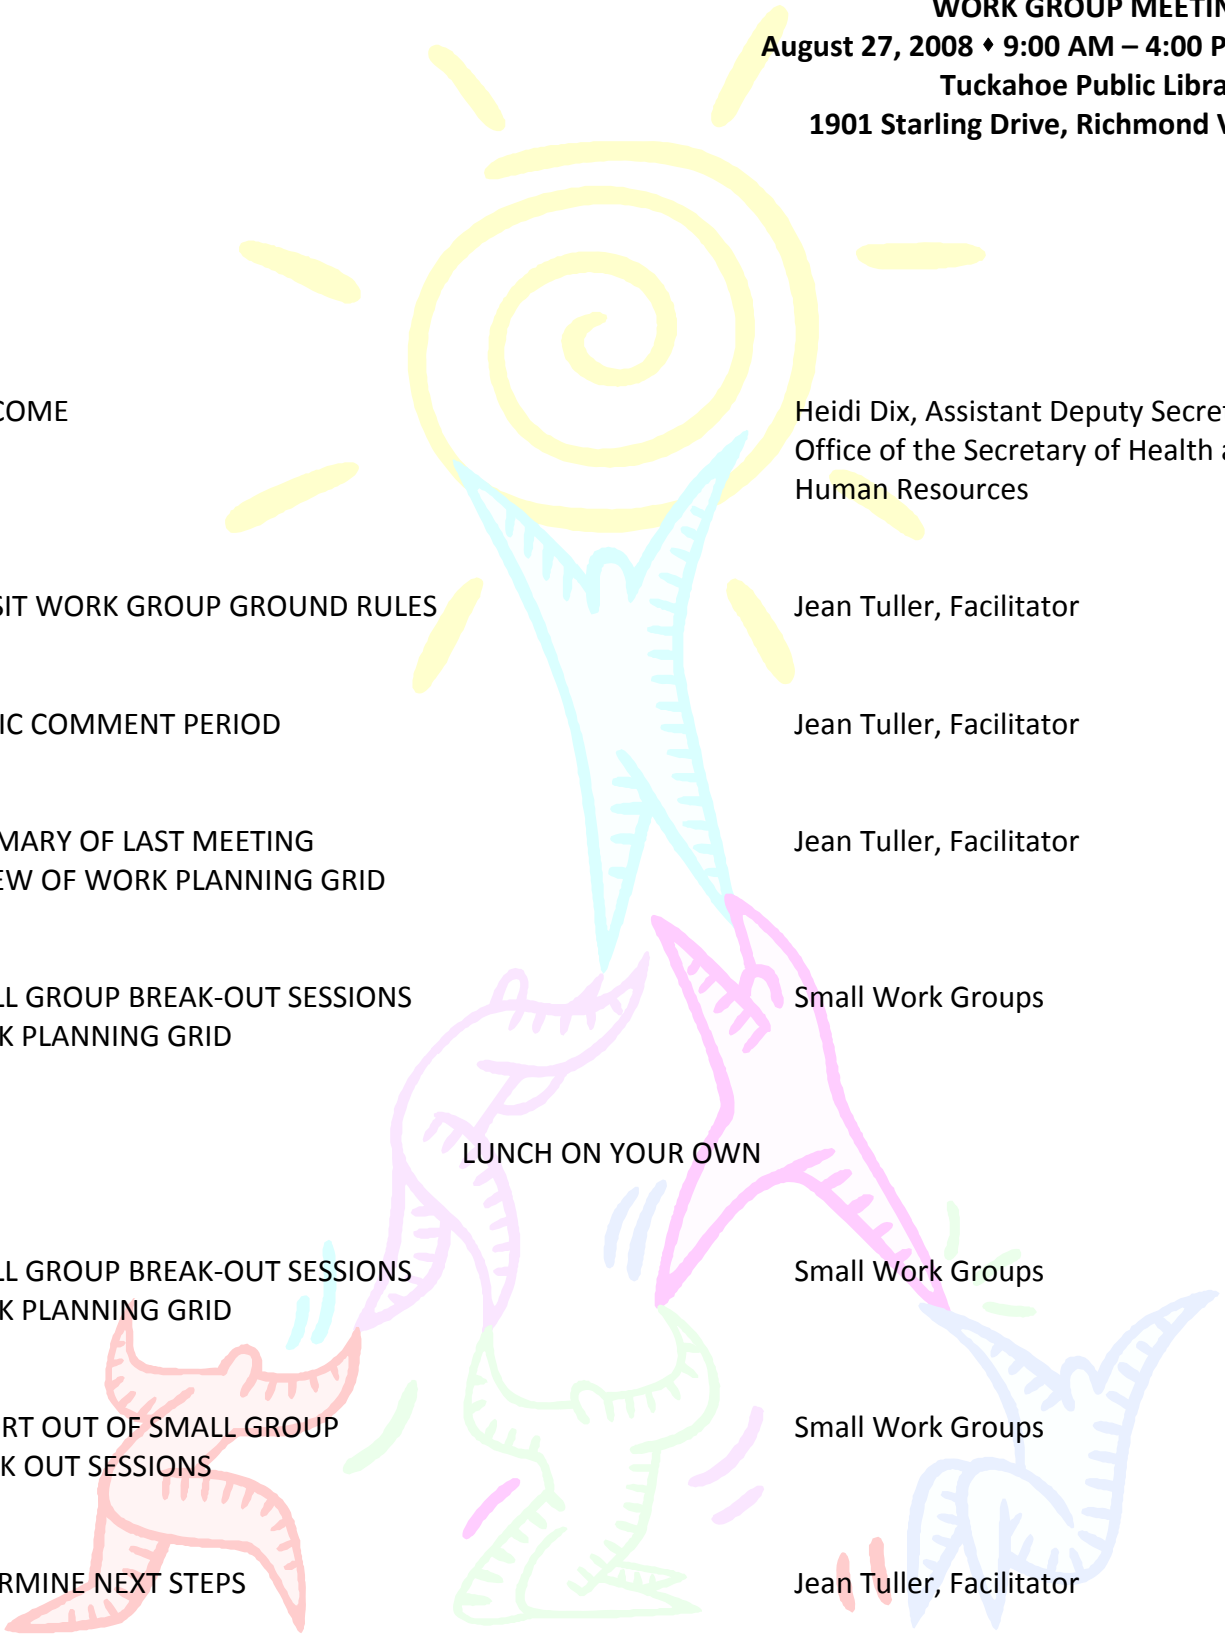 WORK GROUP MEETIN
August 27, 2008 ♦ 9:00 AM – 4:00 P
Tuckahoe Public Libra
1901 Starling Drive, Richmond V
COME
Heidi Dix, Assistant Deputy Secret
Office of the Secretary of Health a
Human Resources
SIT WORK GROUP GROUND RULES
Jean Tuller, Facilitator
IC COMMENT PERIOD
Jean Tuller, Facilitator
MARY OF LAST MEETING
Jean Tuller, Facilitator
EW OF WORK PLANNING GRID
LL GROUP BREAK-OUT SESSIONS
Small Work Groups
K PLANNING GRID
LUNCH ON YOUR OWN
LL GROUP BREAK-OUT SESSIONS
Small Work Groups
K PLANNING GRID
RT OUT OF SMALL GROUP
Small Work Groups
K OUT SESSIONS
RMINE NEXT STEPS
Jean Tuller, Facilitator